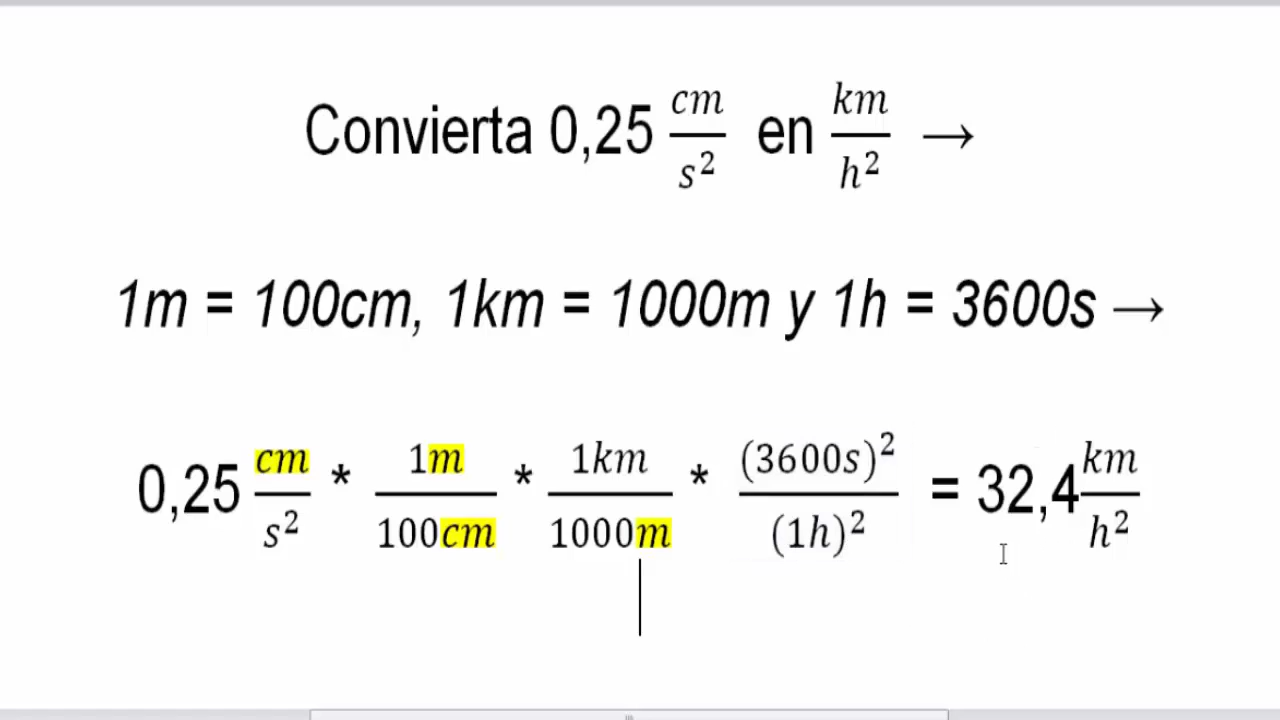 Convierta 0,25 cm/s² en km/h² →
1m = 100cm, 1km = 1000m y 1h = 3600s →
0,25 cm/s² * 1m/100cm * 1km/1000m * (3600s)²/(1h)² = 32,4 km/h²